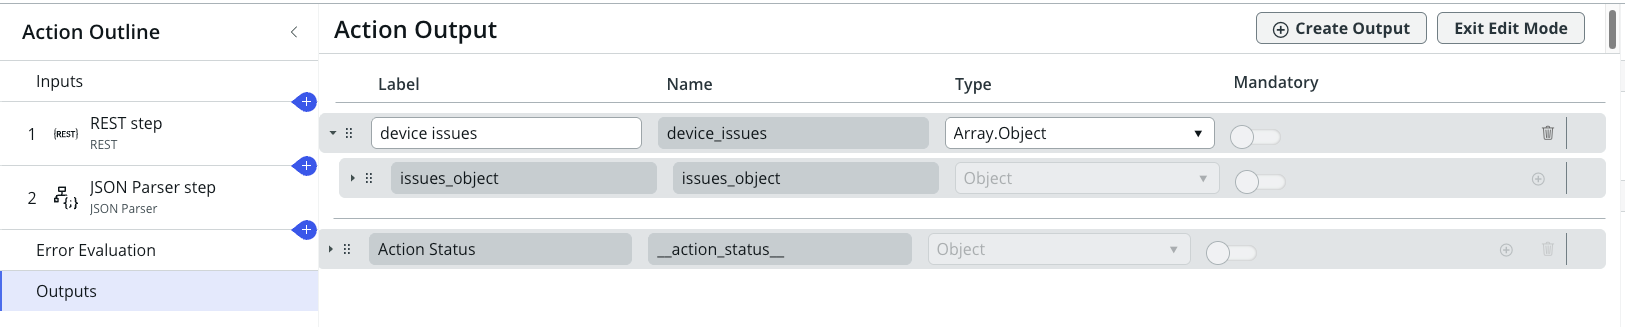 Action Outline
Inputs
1 {REST} REST step
REST
2 {;} JSON Parser step
JSON Parser
Error Evaluation
Outputs
Action Output
Create Output
Exit Edit Mode
Label Name Type Mandatory
device issues device_issues Array.Object
issues_object issues_object Object
Action Status __action_status__ Object